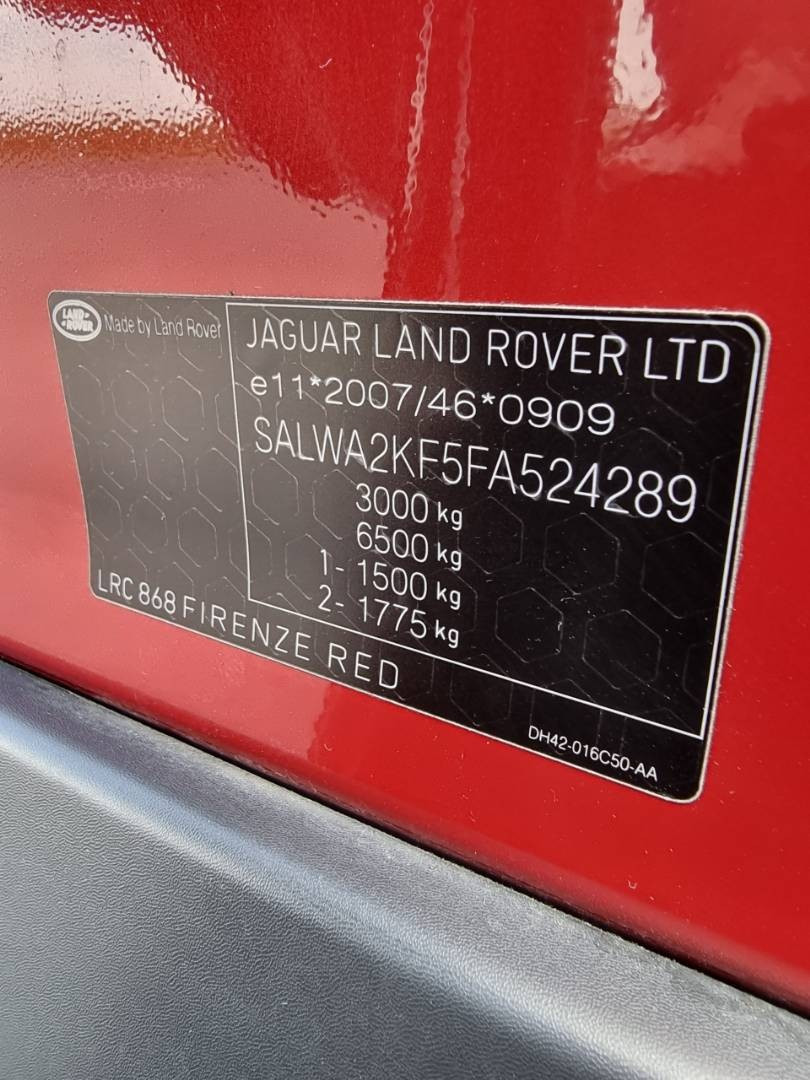 LAND ROVER
Made by Land Rover
JAGUAR LAND ROVER LTD
e11*2007/46*0909
SALWA2KF5FA524289
3000 kg
6500 kg
1- 1500 kg
2- 1775 kg
LRC 868 FIRENZE RED
DH42-016C50-AA